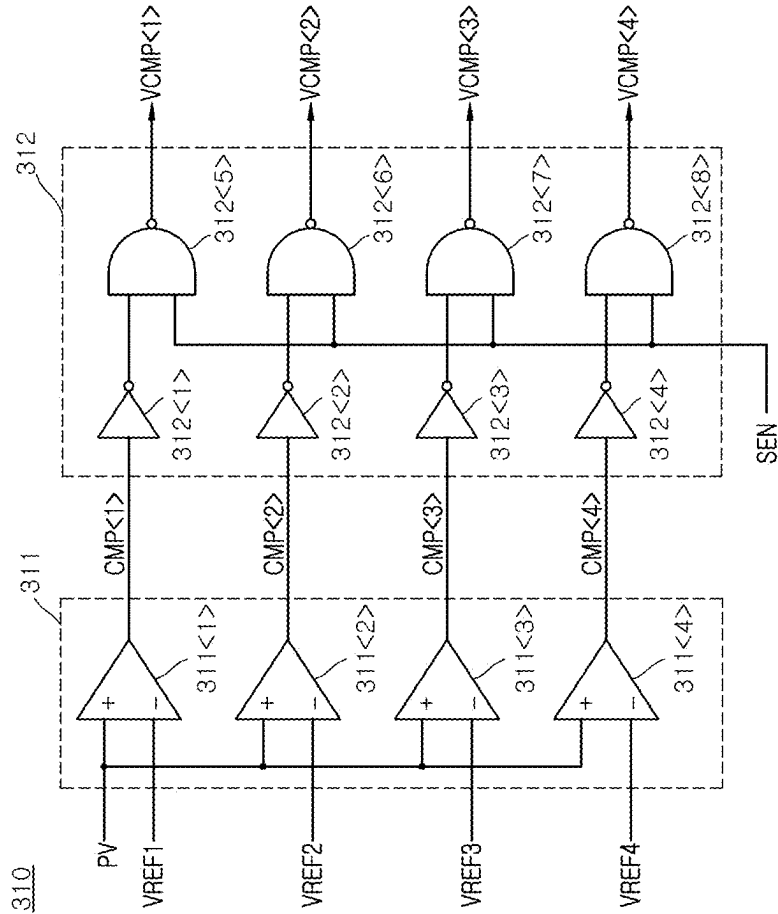 310
311
312
PV
VREF1
VREF2
VREF3
VREF4
+
-
311<1>
+
-
311<2>
+
-
311<3>
+
-
311<4>
CMP<1>
CMP<2>
CMP<3>
CMP<4>
312<1>
312<2>
312<3>
312<4>
312<5>
312<6>
312<7>
312<8>
SEN
VCMP<1>
VCMP<2>
VCMP<3>
VCMP<4>